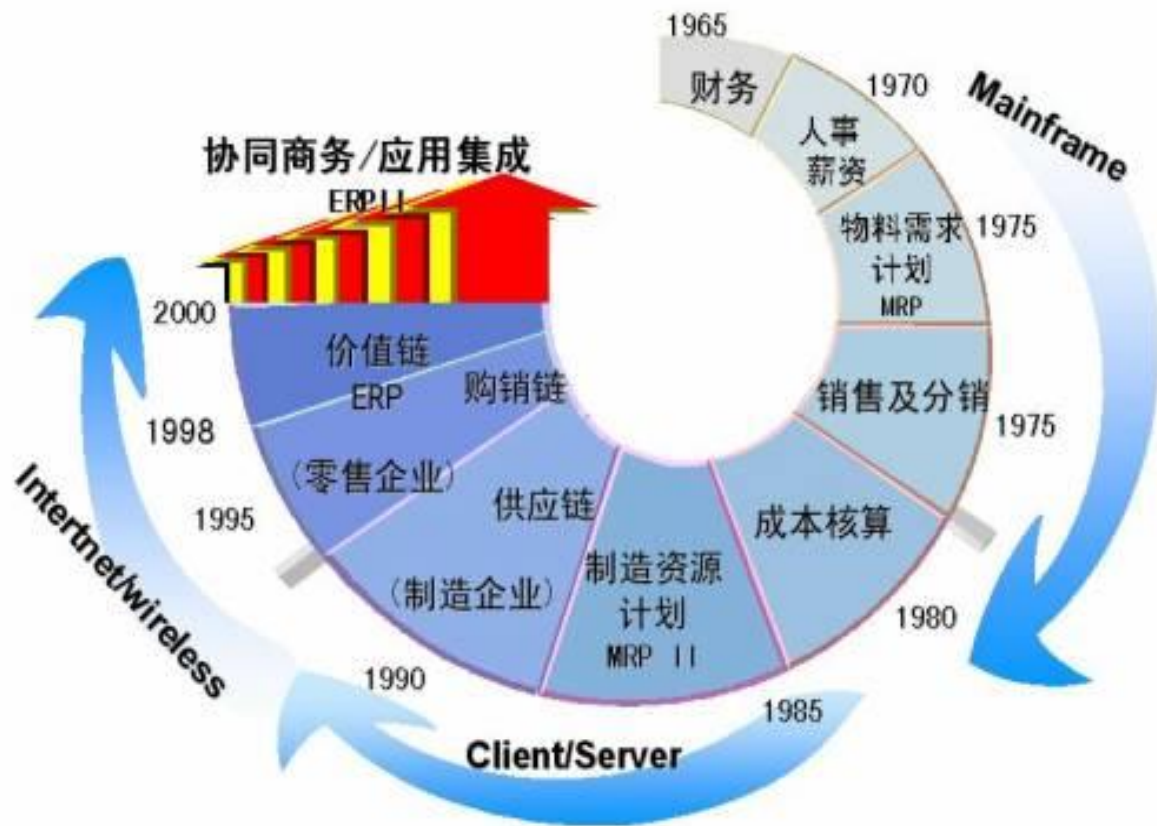 1965
财务
1970
Mainframe
人事
薪资
协同商务/应用集成
ERPII
物料需求
计划
MRP
1975
2000
价值链
ERP
购销链
销售及分销
1975
1998
(零售企业)
供应链
成本核算
Intertnet/wireless
1995
(制造企业)
制造资源
计划
MRP II
1980
1990
1985
Client/Server